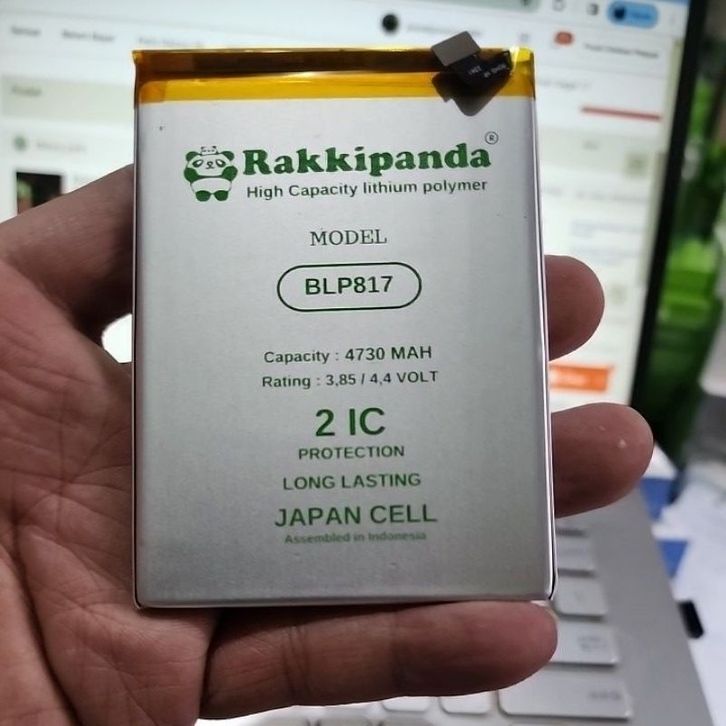 Rakkipanda®
High Capacity lithium polymer
MODEL
BLP817
Capacity : 4730 MAH
Rating : 3,85 / 4,4 VOLT
2 IC
PROTECTION
LONG LASTING
JAPAN CELL
Assembled in Indonesia